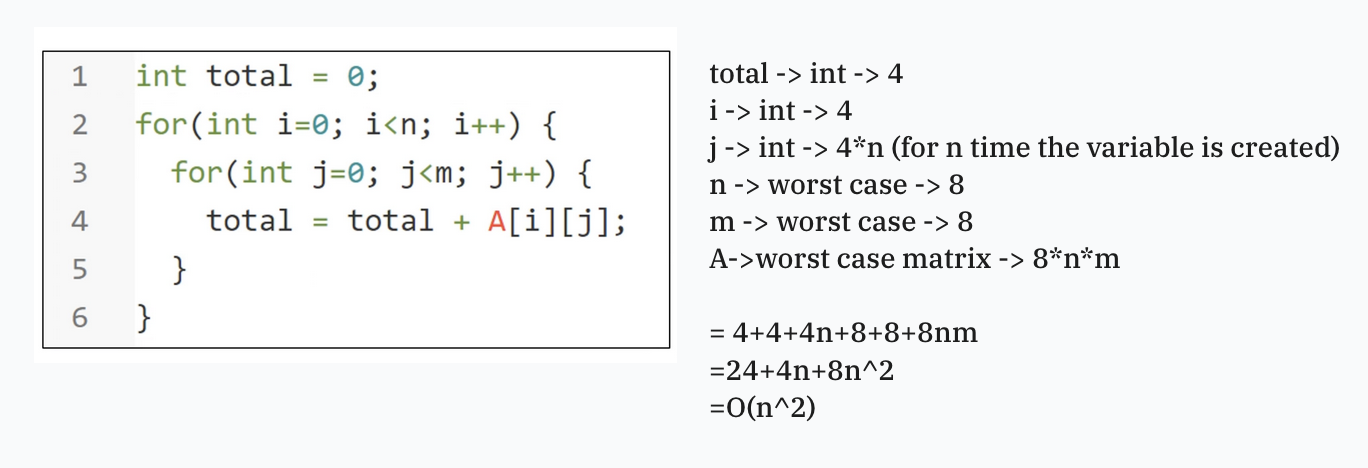 1 int total = 0;
2 for(int i=0; i<n; i++) {
3 for(int j=0; j<m; j++) {
4 total = total + A[i][j];
5 }
6 }
total -> int -> 4
i -> int -> 4
j -> int -> 4*n (for n time the variable is created)
n -> worst case -> 8
m -> worst case -> 8
A->worst case matrix -> 8*n*m
= 4+4+4n+8+8+8nm
=24+4n+8n^2
=O(n^2)